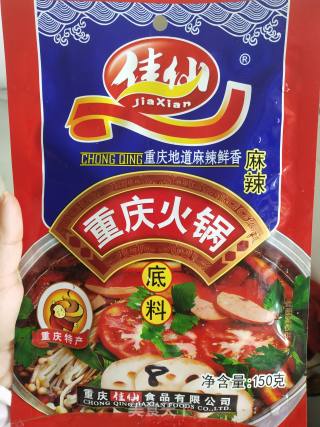 佳仙
JiaXian
®
CHONG QING 重庆地道麻辣鲜香
麻辣
重庆火锅
底料
重庆特产
净含量:150克
重庆佳仙食品有限公司
CHONG QING JIAXIAN FOODS CO.,LTD.